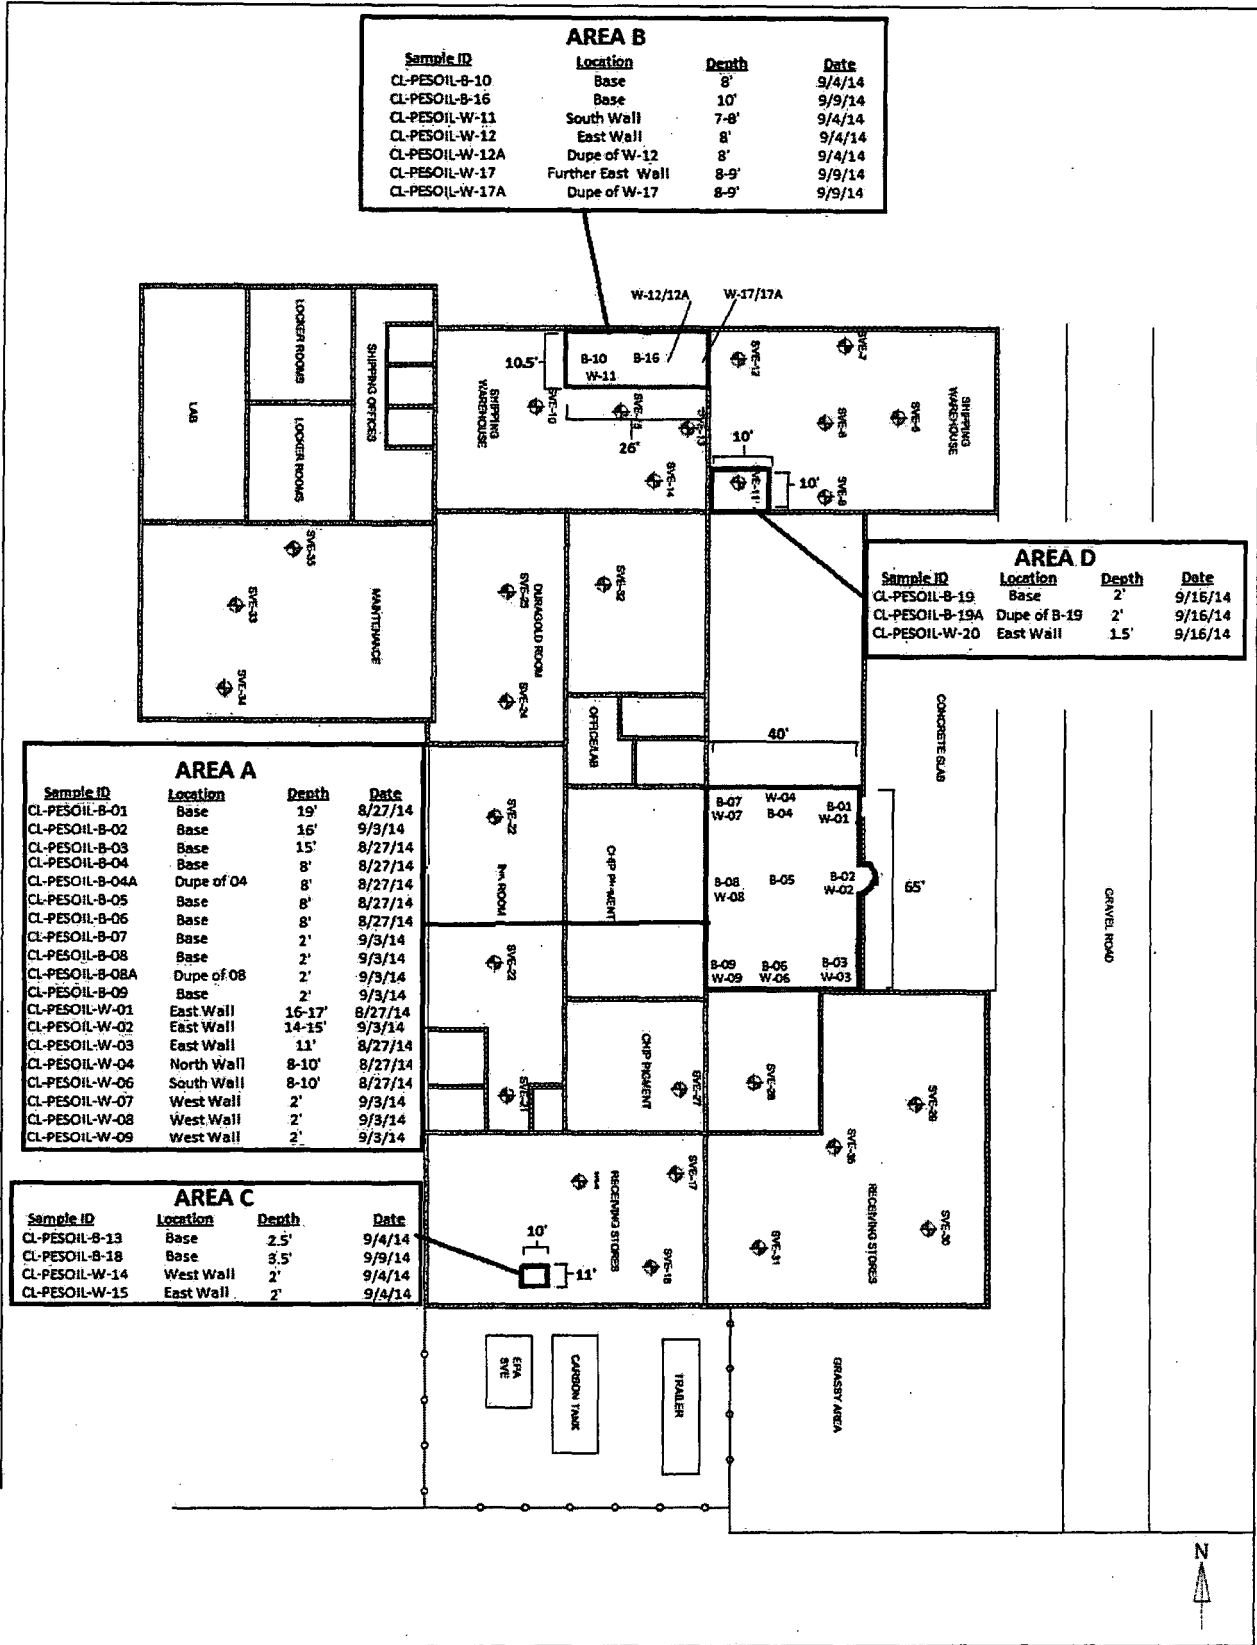 AREA B
Sample ID Location Depth Date
CL-PESOIL-B-10 Base 8' 9/4/14
CL-PESOIL-B-16 Base 10' 9/9/14
CL-PESOIL-W-11 South Wall 7-8' 9/4/14
CL-PESOIL-W-12 East Wall 8' 9/4/14
CL-PESOIL-W-12A Dupe of W-12 8' 9/4/14
CL-PESOIL-W-17 Further East Wall 8-9' 9/9/14
CL-PESOIL-W-17A Dupe of W-17 8-9' 9/9/14
W-12/12A W-17/17A
LOCKER ROOMS
SHIPPING OFFICES
LAB
LOCKER ROOMS
10.5'
B-10 B-16
W-11
SVE-12
SVE-7
SHIPPING
WAREHOUSE
SVE-10
SVE-13
26'
SVE-14
SVE-8
SVE-6
SHIPPING
WAREHOUSE
10'
SVE-11
10'
SVE-35
SVE-33
SVE-34
MAINTENANCE
SVE-25
DURAGOLD ROOM
SVE-24
SVE-32
OFFICE/LAB
AREA D
Sample ID Location Depth Date
CL-PESOIL-B-19 Base 2' 9/16/14
CL-PESOIL-B-19A Dupe of B-19 2' 9/16/14
CL-PESOIL-W-20 East Wall 1.5' 9/16/14
CONCRETE SLAB
GRAVEL ROAD
40'
AREA A
Sample ID Location Depth Date
CL-PESOIL-B-01 Base 19' 8/27/14
CL-PESOIL-B-02 Base 16' 9/3/14
CL-PESOIL-B-03 Base 15' 8/27/14
CL-PESOIL-B-04 Base 8' 8/27/14
CL-PESOIL-B-04A Dupe of 04 8' 8/27/14
CL-PESOIL-B-05 Base 8' 8/27/14
CL-PESOIL-B-06 Base 8' 8/27/14
CL-PESOIL-B-07 Base 2' 9/3/14
CL-PESOIL-B-08 Base 2' 9/3/14
CL-PESOIL-B-08A Dupe of 08 2' 9/3/14
CL-PESOIL-B-09 Base 2' 9/3/14
CL-PESOIL-W-01 East Wall 16-17' 8/27/14
CL-PESOIL-W-02 East Wall 14-15' 9/3/14
CL-PESOIL-W-03 East Wall 11' 8/27/14
CL-PESOIL-W-04 North Wall 8-10' 8/27/14
CL-PESOIL-W-06 South Wall 8-10' 8/27/14
CL-PESOIL-W-07 West Wall 2' 9/3/14
CL-PESOIL-W-08 West Wall 2' 9/3/14
CL-PESOIL-W-09 West Wall 2' 9/3/14
SVE-22
ROOM
CHIP PIGMENT
B-07 W-04 B-01
W-07 B-04 W-01
B-08 B-05 B-02
W-08 W-02
65'
B-09 B-06 B-03
W-09 W-06 W-03
SVE-22
SVE-21
CHIP PIGMENT
SVE-27
SVE-28
SVE-29
SVE-36
SVE-17
RECEIVING STORES
SVE-18
RECEIVING STORES
SVE-30
SVE-31
AREA C
Sample ID Location Depth Date
CL-PESOIL-B-13 Base 2.5' 9/4/14
CL-PESOIL-B-18 Base 3.5' 9/9/14
CL-PESOIL-W-14 West Wall 2' 9/4/14
CL-PESOIL-W-15 East Wall 2' 9/4/14
10'
11'
EPA
SVE
CARBON TANK
TRAILER
GRASSY AREA
N